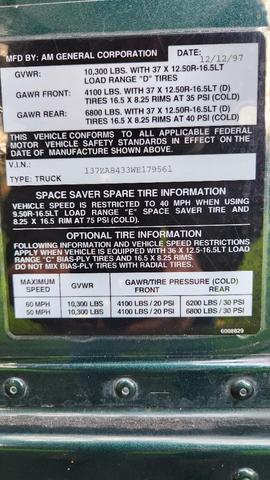 MFD BY: AM GENERAL CORPORATION DATE: 12/12/97
GVWR: 10,300 LBS. WITH 37 X 12.50R-16.5LT
LOAD RANGE "D" TIRES
GAWR FRONT: 4100 LBS. WITH 37 X 12.50R-16.5LT (D)
TIRES 16.5 X 8.25 RIMS AT 35 PSI (COLD)
GAWR REAR: 6800 LBS. WITH 37 X 12.50R-16.5LT (D)
TIRES 16.5 X 8.25 RIMS AT 40 PSI (COLD)
THIS VEHICLE CONFORMS TO ALL APPLICABLE FEDERAL
MOTOR VEHICLE SAFETY STANDARDS IN EFFECT ON THE
DATE OF MANUFACTURE SHOWN ABOVE.
V.I.N.: 137ZA8433WE179561
TYPE: TRUCK
SPACE SAVER SPARE TIRE INFORMATION
VEHICLE SPEED IS RESTRICTED TO 40 MPH WHEN USING
9.50R-16.5LT LOAD RANGE "E" SPACE SAVER TIRE AND
8.25 X 16.5 RIM AT 75 PSI (COLD).
OPTIONAL TIRE INFORMATION
FOLLOWING INFORMATION AND VEHICLE SPEED RESTRICTIONS
APPLY WHEN VEHICLE IS EQUIPPED WITH 36 X 12.5-16.5LT
LOAD RANGE "C" BIAS-PLY TIRES AND 16.5 X 8.25 RIMS.
DO NOT MIX BIAS-PLY TIRES WITH RADIAL TIRES.
MAXIMUM SPEED GVWR GAWR/TIRE PRESSURE (COLD)
FRONT REAR
60 MPH 10,300 LBS 4100 LBS / 20 PSI 6200 LBS / 30 PSI
50 MPH 10,300 LBS 4100 LBS / 20 PSI 6800 LBS / 30 PSI
6008829